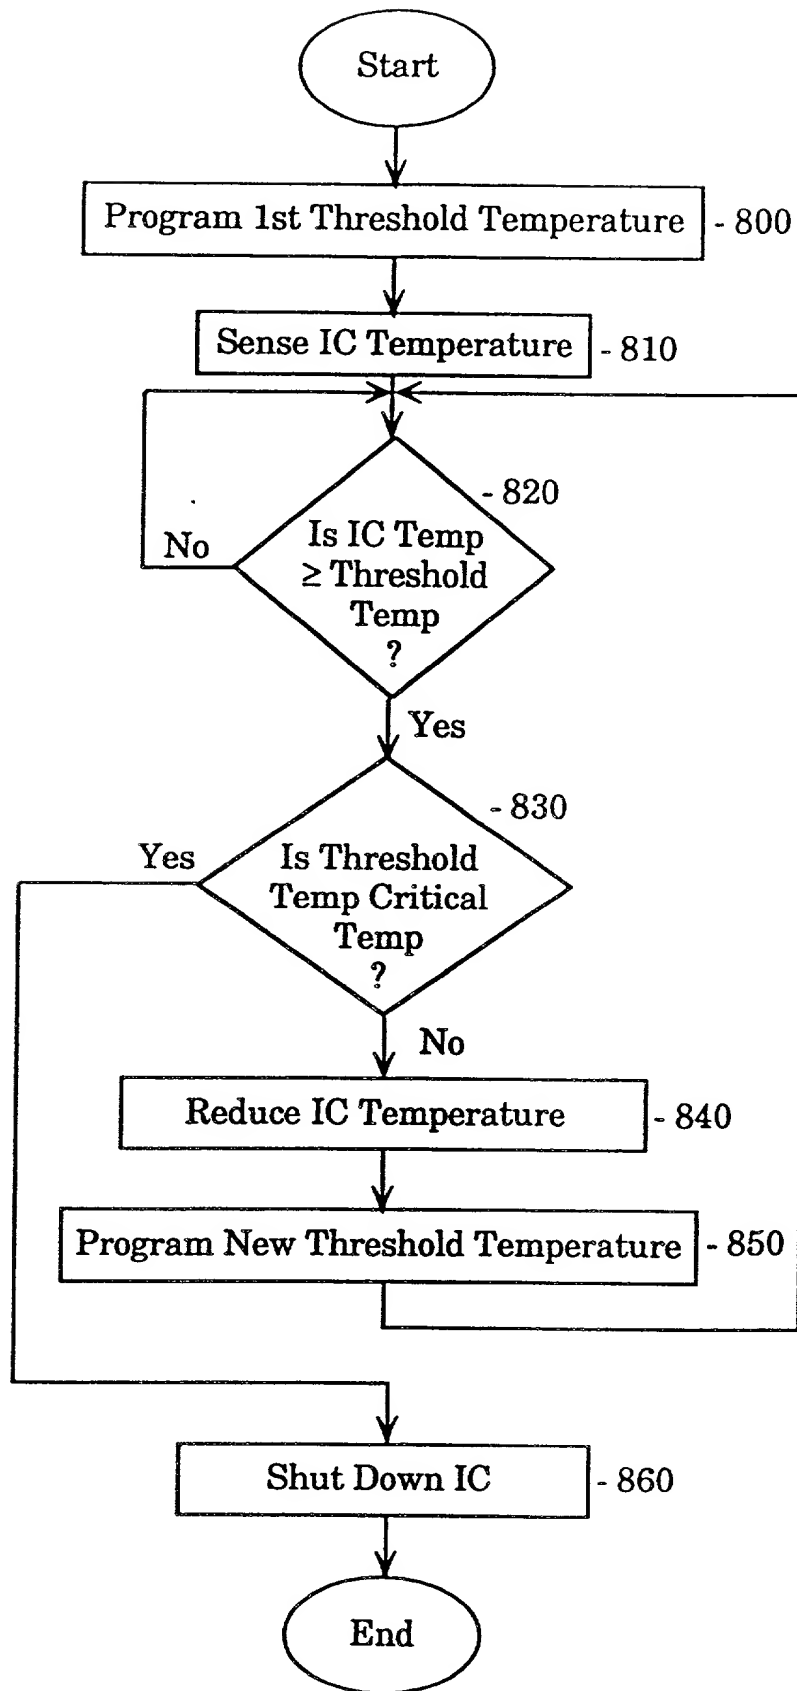 Start
Program 1st Threshold Temperature - 800
Sense IC Temperature - 810
- 820
Is IC Temp
≥ Threshold
Temp
?
No
Yes
- 830
Yes
Is Threshold
Temp Critical
Temp
?
No
Reduce IC Temperature - 840
Program New Threshold Temperature - 850
Shut Down IC - 860
End